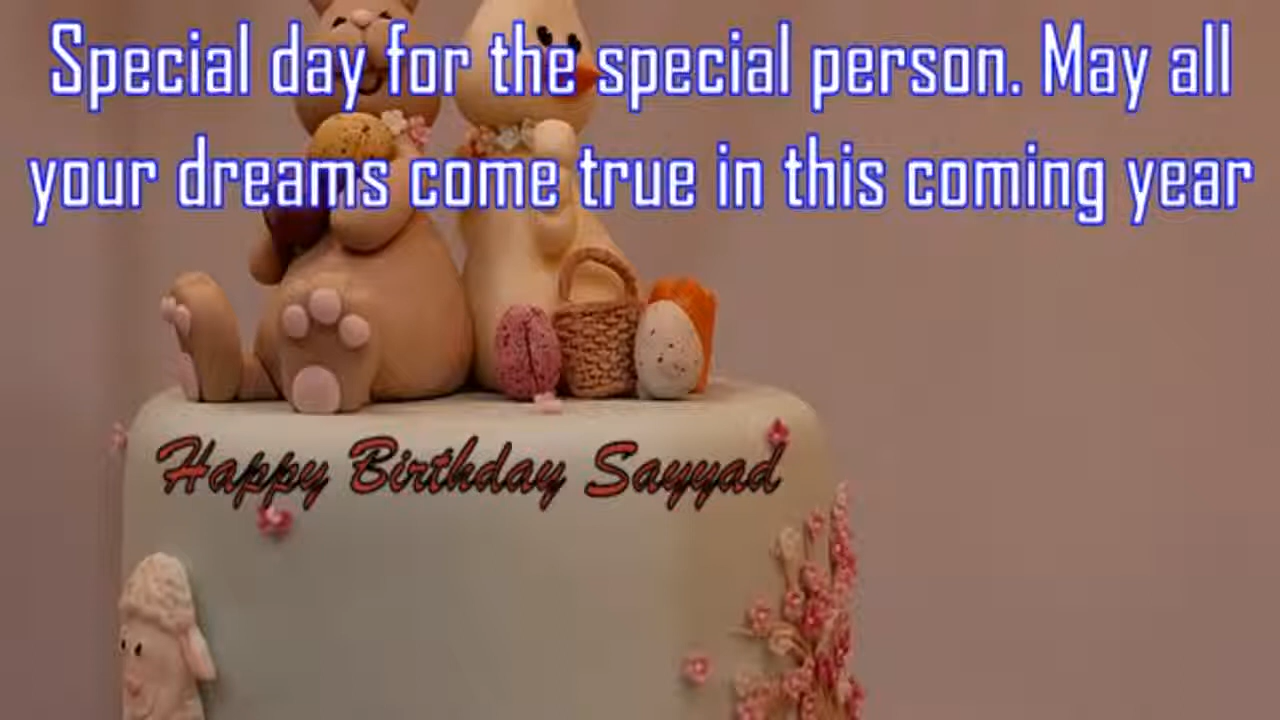 Special day for the special person. May all
your dreams come true in this coming year
Happy Birthday Sayyad